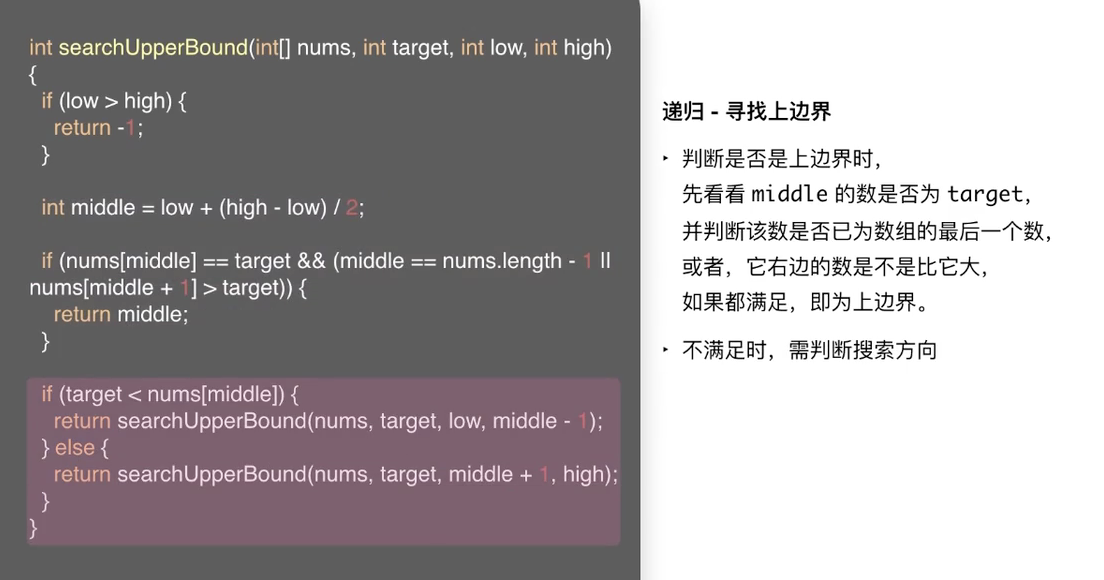 int searchUpperBound(int[] nums, int target, int low, int high)
{
if (low > high) {
return -1;
}
int middle = low + (high - low) / 2;
if (nums[middle] == target && (middle == nums.length - 1 ||
nums[middle + 1] > target)) {
return middle;
}
if (target < nums[middle]) {
return searchUpperBound(nums, target, low, middle - 1);
} else {
return searchUpperBound(nums, target, middle + 1, high);
}
}
递归 - 寻找上边界
‣ 判断是否是上边界时，
先看看 middle 的数是否为 target，
并判断该数是否已为数组的最后一个数，
或者，它右边的数是不是比它大，
如果都满足，即为上边界。
‣ 不满足时，需判断搜索方向